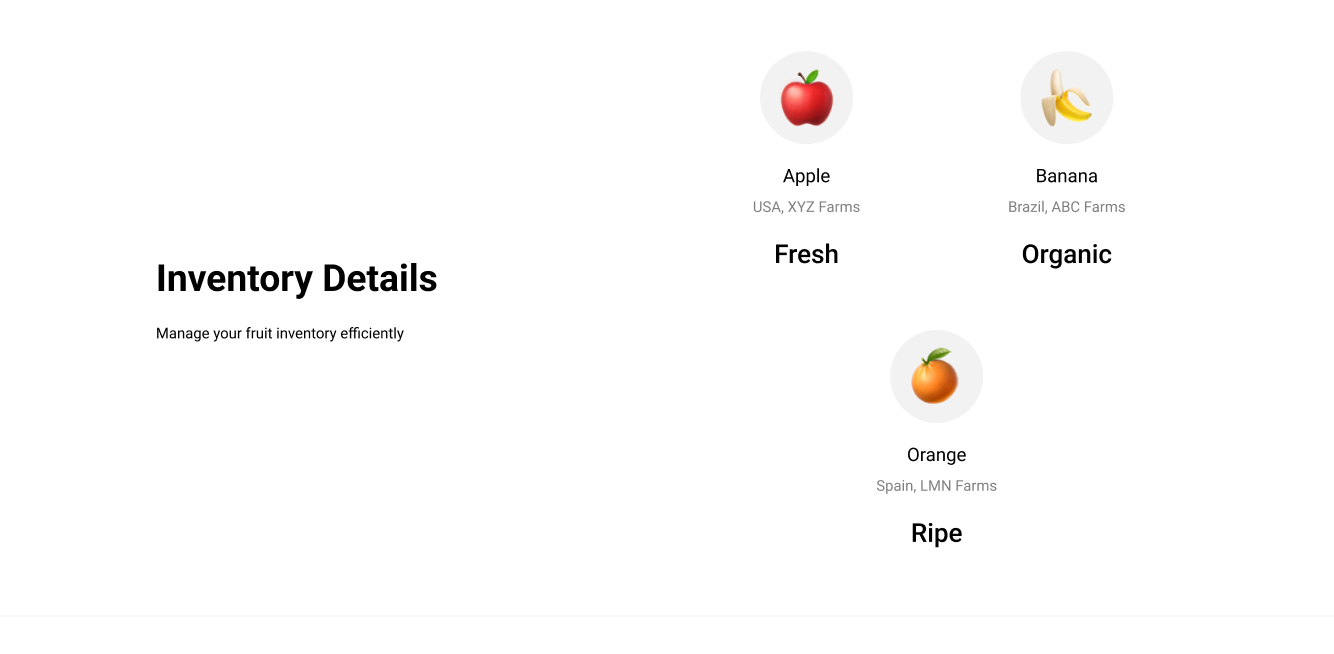 Inventory Details
Manage your fruit inventory efficiently
Apple
USA, XYZ Farms
Fresh
Banana
Brazil, ABC Farms
Organic
Orange
Spain, LMN Farms
Ripe